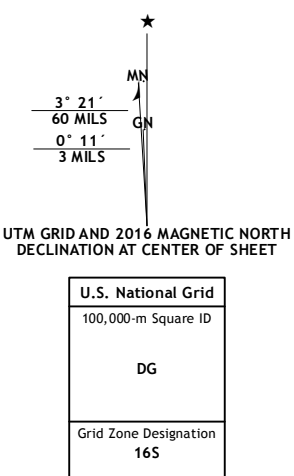 ★
MN
3° 21´
60 MILS
GN
0° 11´
3 MILS
UTM GRID AND 2016 MAGNETIC NORTH
DECLINATION AT CENTER OF SHEET
U.S. National Grid
100,000-m Square ID
DG
Grid Zone Designation
16S